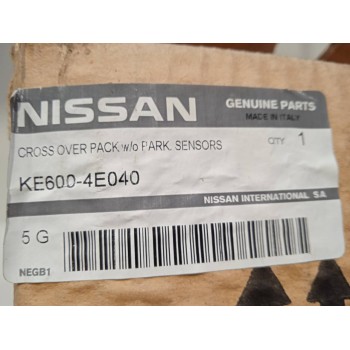 NISSAN
GENUINE PARTS
MADE IN ITALY
CROSS OVER PACK w/o PARK. SENSORS
QTY 1
KE600-4E040
NISSAN INTERNATIONAL SA
5 G
NEGB1